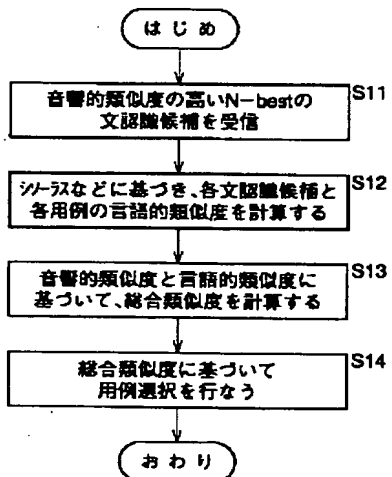 はじめ
S11
音響的類似度の高いN-bestの
文認識候補を受信
S12
シソーラスなどに基づき、各文認識候補と
各用例の言語的類似度を計算する
S13
音響的類似度と言語的類似度に
基づいて、総合類似度を計算する
S14
総合類似度に基づいて
用例選択を行なう
おわり